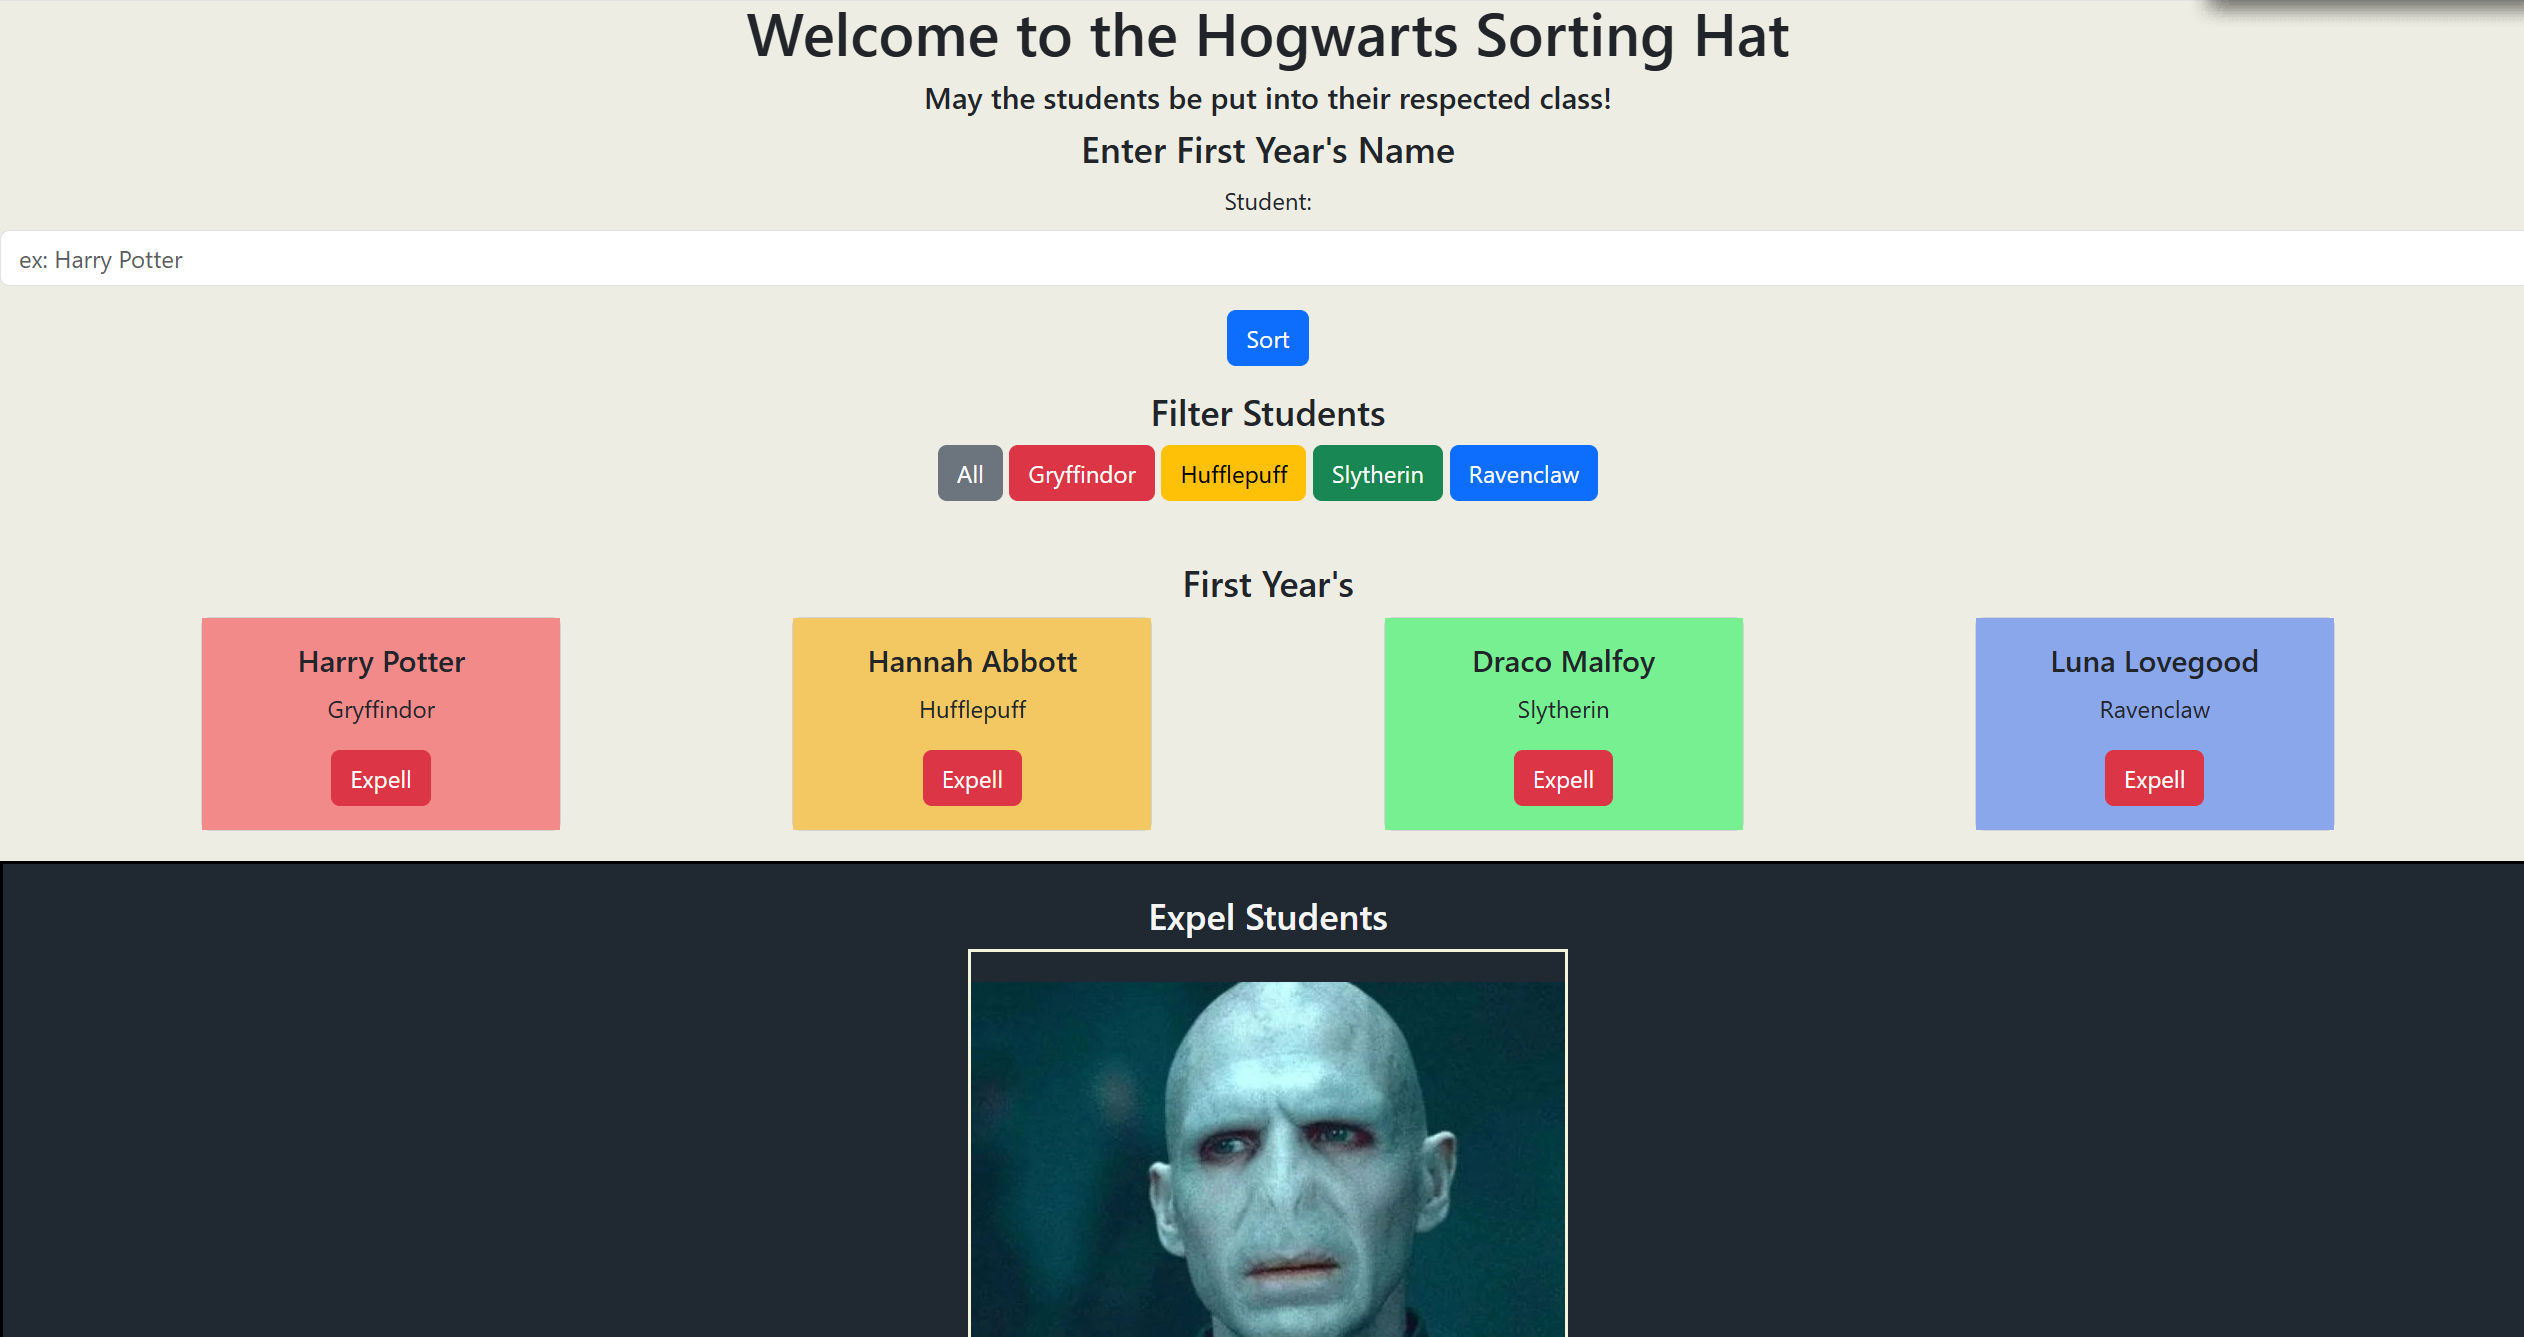 Welcome to the Hogwarts Sorting Hat
May the students be put into their respected class!
Enter First Year's Name
Student:
ex: Harry Potter
Sort
Filter Students
All Gryffindor Hufflepuff Slytherin Ravenclaw
First Year's
Harry Potter
Gryffindor
Expell
Hannah Abbott
Hufflepuff
Expell
Draco Malfoy
Slytherin
Expell
Luna Lovegood
Ravenclaw
Expell
Expel Students